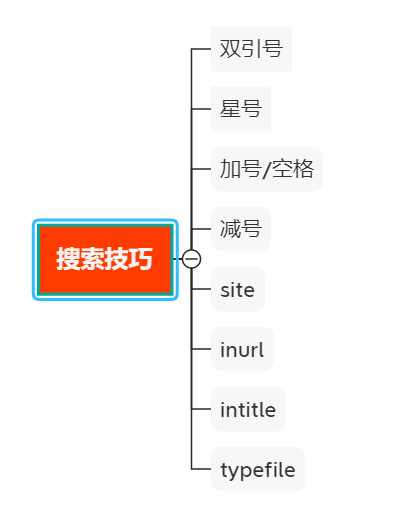 搜索技巧
双引号
星号
加号/空格
减号
site
inurl
intitle
typefile